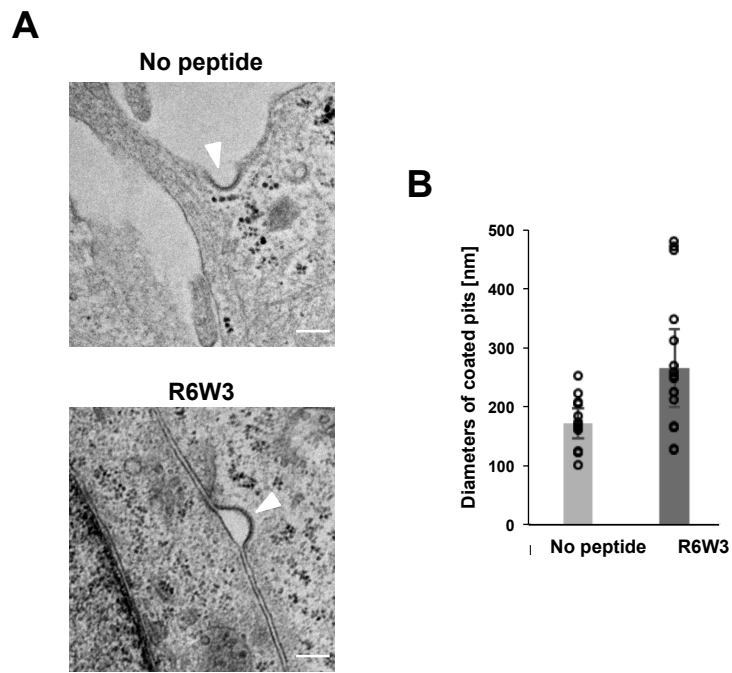 A
No peptide
R6W3
B
Diameters of coated pits [nm]
500
400
300
200
100
0
No peptide R6W3